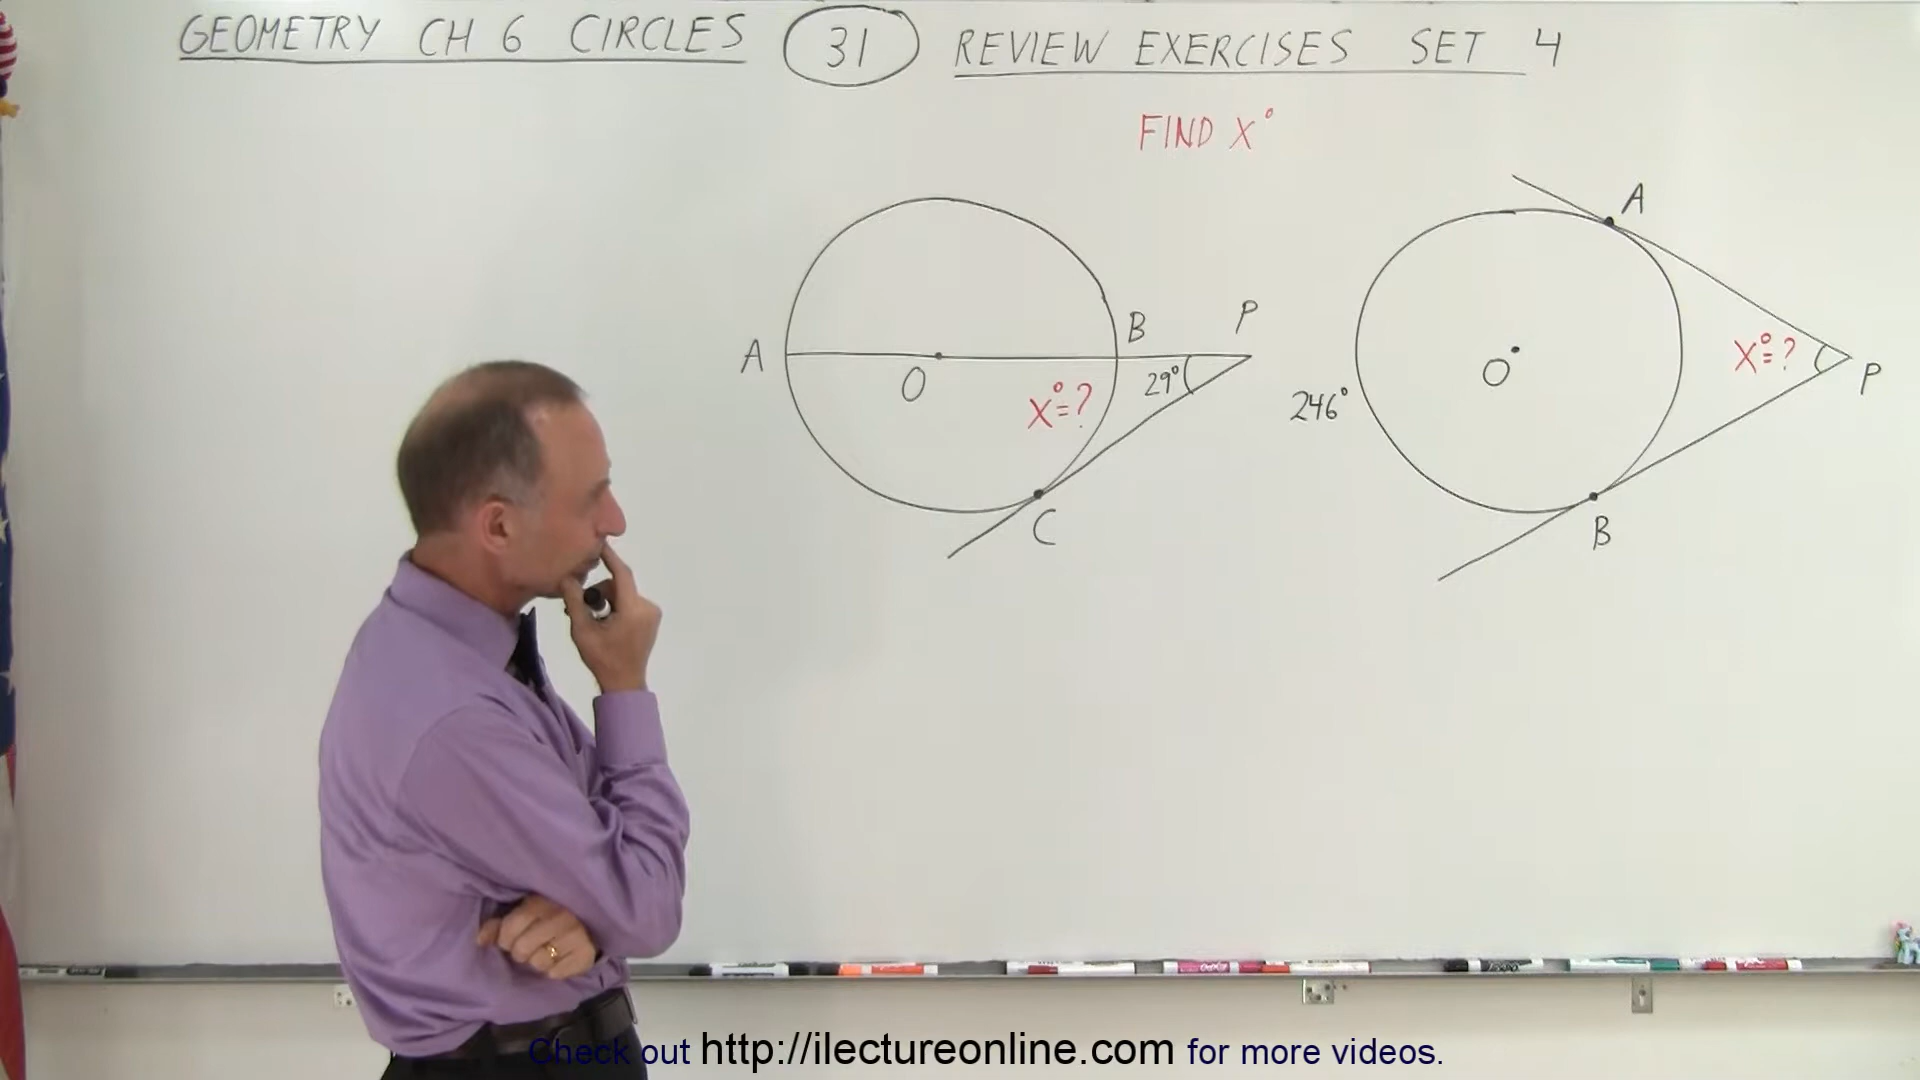 GEOMETRY CH 6 CIRCLES 31 REVIEW EXERCISES SET 4
FIND X°
A
O
B
P
29°
X°=?
C
A
O
246°
X°=?
P
B
Check out http://ilectureonline.com for more videos.